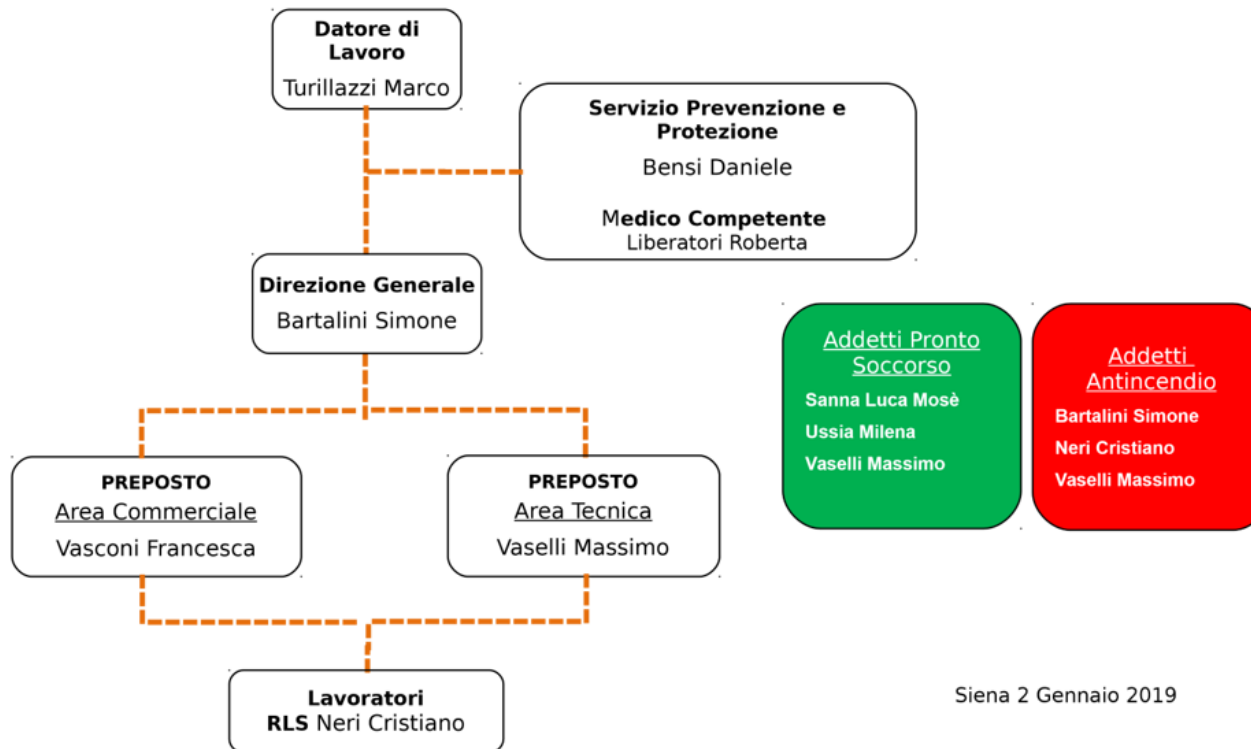 Datore di
Lavoro
Turillazzi Marco
Servizio Prevenzione e
Protezione
Bensi Daniele
Medico Competente
Liberatori Roberta
Direzione Generale
Bartalini Simone
Addetti Pronto
Soccorso
Sanna Luca Mosè
Ussia Milena
Vaselli Massimo
Addetti
Antincendio
Bartalini Simone
Neri Cristiano
Vaselli Massimo
PREPOSTO
Area Commerciale
Vasconi Francesca
PREPOSTO
Area Tecnica
Vaselli Massimo
Lavoratori
RLS Neri Cristiano
Siena 2 Gennaio 2019